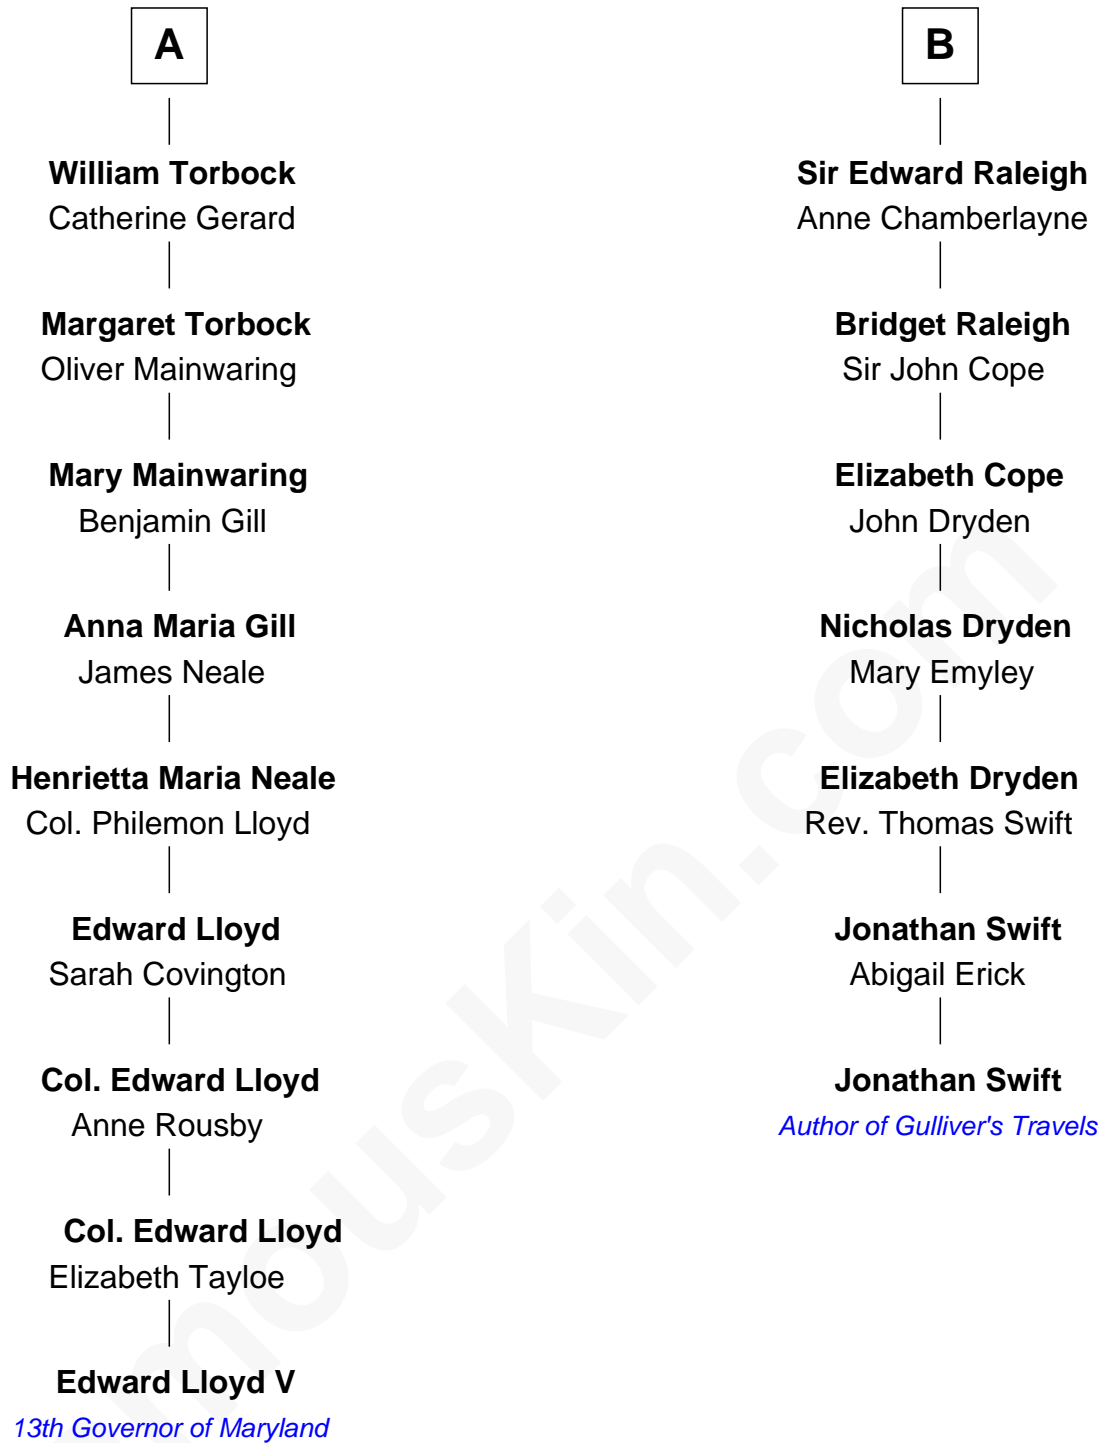 A
William Torbock
Catherine Gerard
Margaret Torbock
Oliver Mainwaring
Mary Mainwaring
Benjamin Gill
Anna Maria Gill
James Neale
Henrietta Maria Neale
Col. Philemon Lloyd
Edward Lloyd
Sarah Covington
Col. Edward Lloyd
Anne Rousby
Col. Edward Lloyd
Elizabeth Tayloe
Edward Lloyd V
13th Governor of Maryland
B
Sir Edward Raleigh
Anne Chamberlayne
Bridget Raleigh
Sir John Cope
Elizabeth Cope
John Dryden
Nicholas Dryden
Mary Emyley
Elizabeth Dryden
Rev. Thomas Swift
Jonathan Swift
Abigail Erick
Jonathan Swift
Author of Gulliver's Travels
mouskin.com